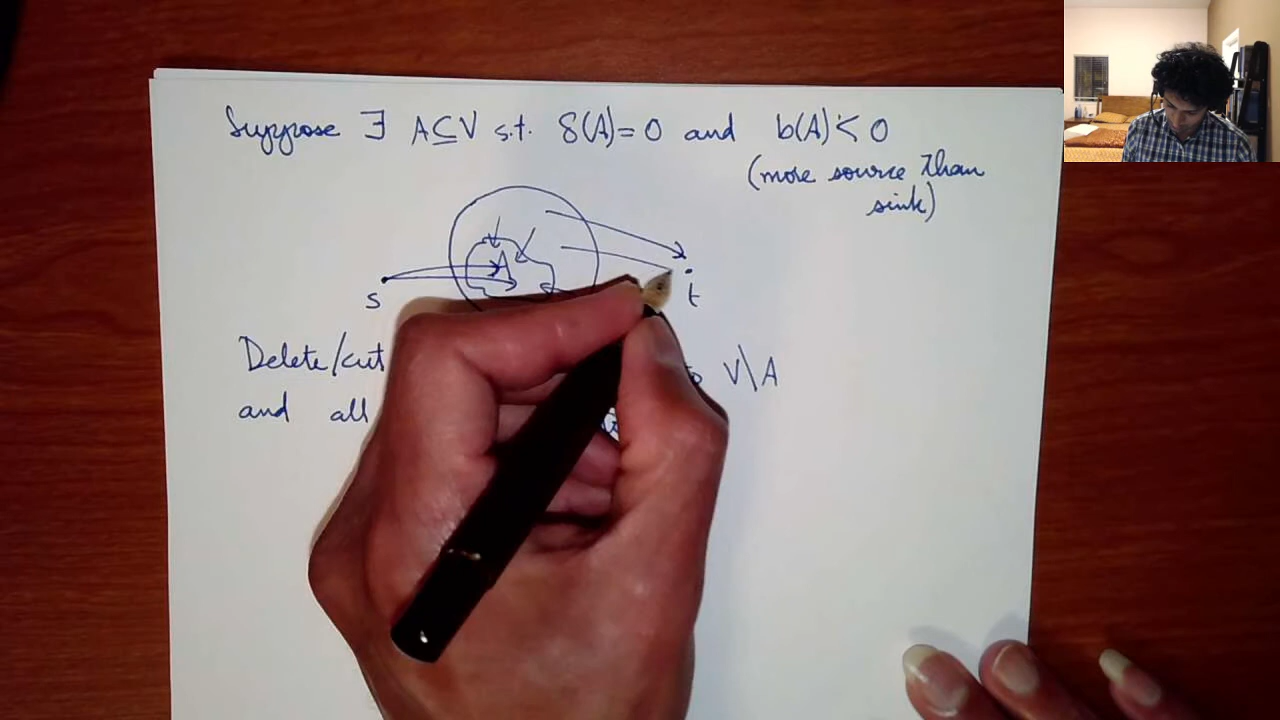 Suppose ∃ A⊆V s.t. δ(A)=0 and b(A)<0
(more source than
sink)
A
s t
Delete/cut V\A
and all